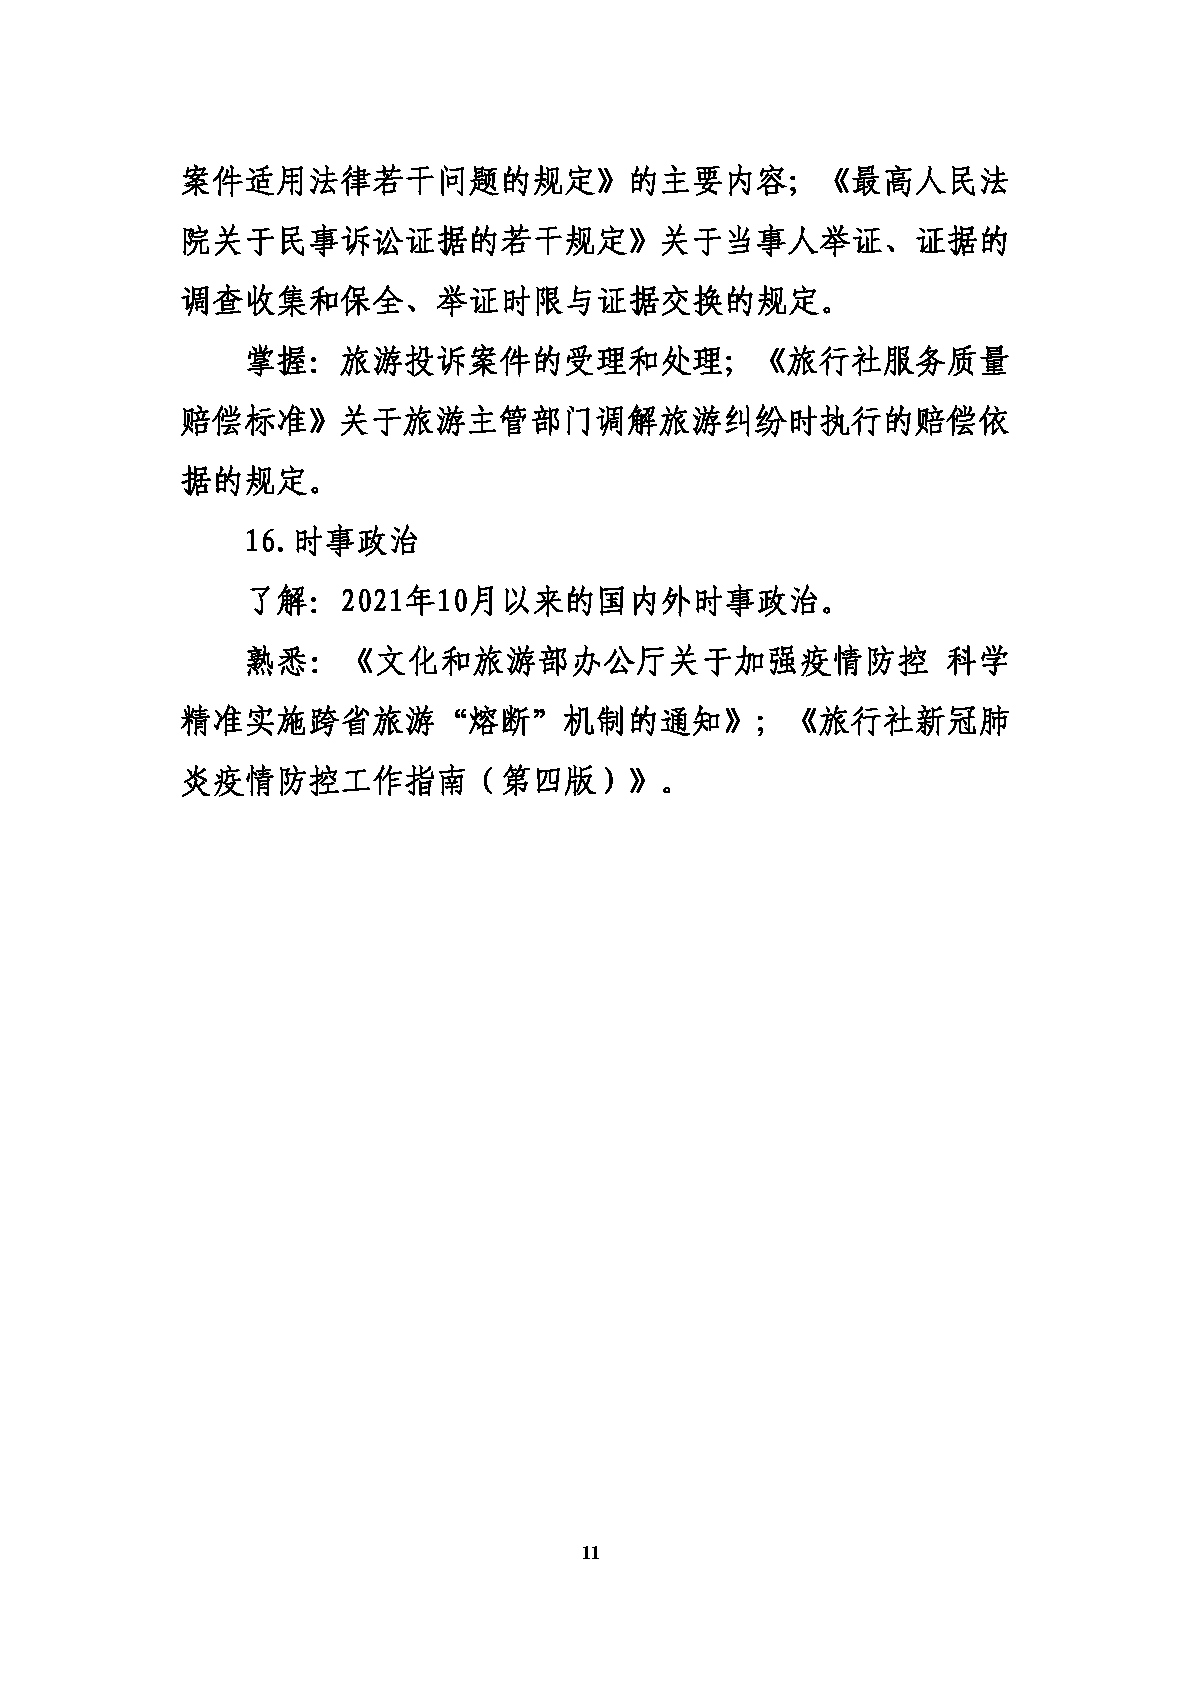 案件适用法律若干问题的规定》的主要内容；《最高人民法
院关于民事诉讼证据的若干规定》关于当事人举证、证据的
调查收集和保全、举证时限与证据交换的规定。
掌握：旅游投诉案件的受理和处理；《旅行社服务质量
赔偿标准》关于旅游主管部门调解旅游纠纷时执行的赔偿依
据的规定。
16.时事政治
了解：2021年10月以来的国内外时事政治。
熟悉：《文化和旅游部办公厅关于加强疫情防控 科学
精准实施跨省旅游“熔断”机制的通知》；《旅行社新冠肺
炎疫情防控工作指南（第四版）》。
11